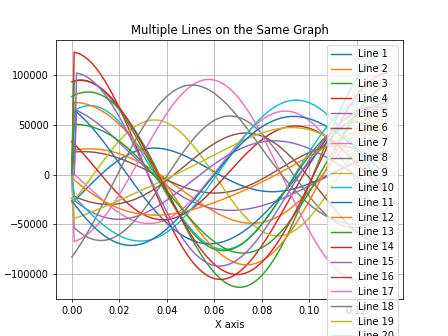 Multiple Lines on the Same Graph
100000
50000
0
−50000
−100000
0.00
0.02
0.04
0.06
0.08
0.10
X axis
Line 1
Line 2
Line 3
Line 4
Line 5
Line 6
Line 7
Line 8
Line 9
Line 10
Line 11
Line 12
Line 13
Line 14
Line 15
Line 16
Line 17
Line 18
Line 19
Line 20